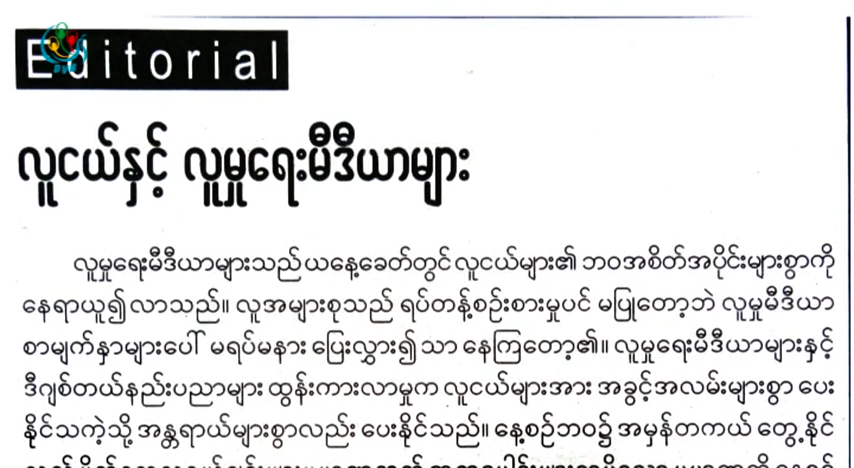 Editorial
လူငယ်နှင့် လူမှုရေးမီဒီယာများ
လူမှုရေးမီဒီယာများသည် ယနေ့ခေတ်တွင် လူငယ်များ၏ ဘဝအစိတ်အပိုင်းများစွာကို
နေရာယူ၍ လာသည်။ လူအများစုသည် ရပ်တန့်စဉ်းစားမှုပင် မပြုတော့ဘဲ လူမှုမီဒီယာ
စာမျက်နှာများပေါ် မရပ်မနား ပြေးလွှား၍သာ နေကြတော့၏။ လူမှုရေးမီဒီယာများနှင့်
ဒီဂျစ်တယ်နည်းပညာများ ထွန်းကားလာမှုက လူငယ်များအား အခွင့်အလမ်းများစွာ ပေး
နိုင်သကဲ့သို့ အန္တရာယ်များစွာလည်း ပေးနိုင်သည်။ နေ့စဉ်ဘဝ၌ အမှန်တကယ် တွေ့နိုင်